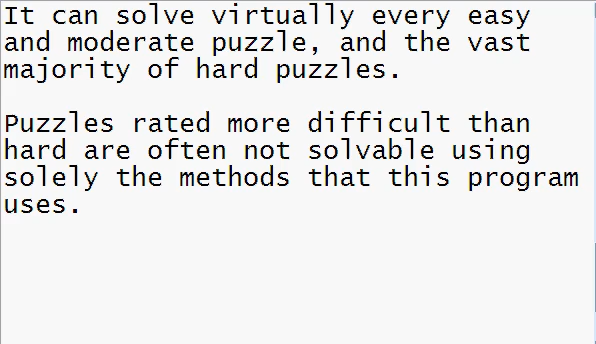 It can solve virtually every easy
and moderate puzzle, and the vast
majority of hard puzzles.

Puzzles rated more difficult than
hard are often not solvable using
solely the methods that this program
uses.